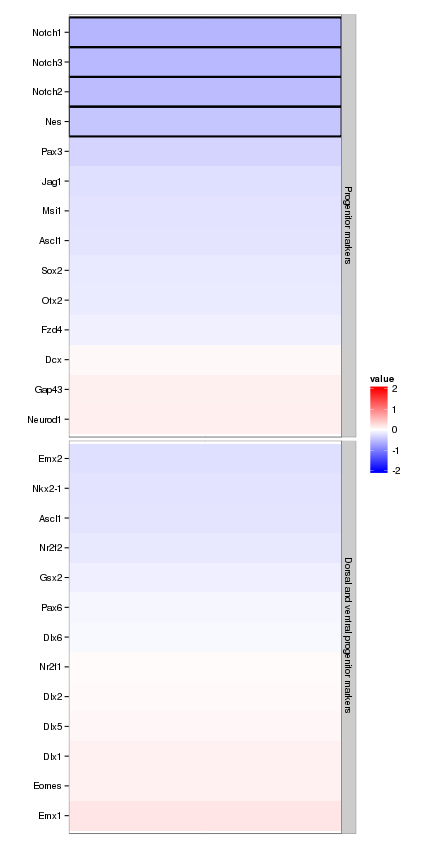 Notch1
Notch3
Notch2
Nes
Pax3
Jag1
Msi1
Ascl1
Sox2
Otx2
Fzd4
Dcx
Gap43
Neurod1
Progenitor markers
Emx2
Nkx2-1
Ascl1
Nr2f2
Gsx2
Pax6
Dlx6
Nr2f1
Dlx2
Dlx5
Dlx1
Eomes
Emx1
Dorsal and ventral progenitor markers
value
2
1
0
-1
-2